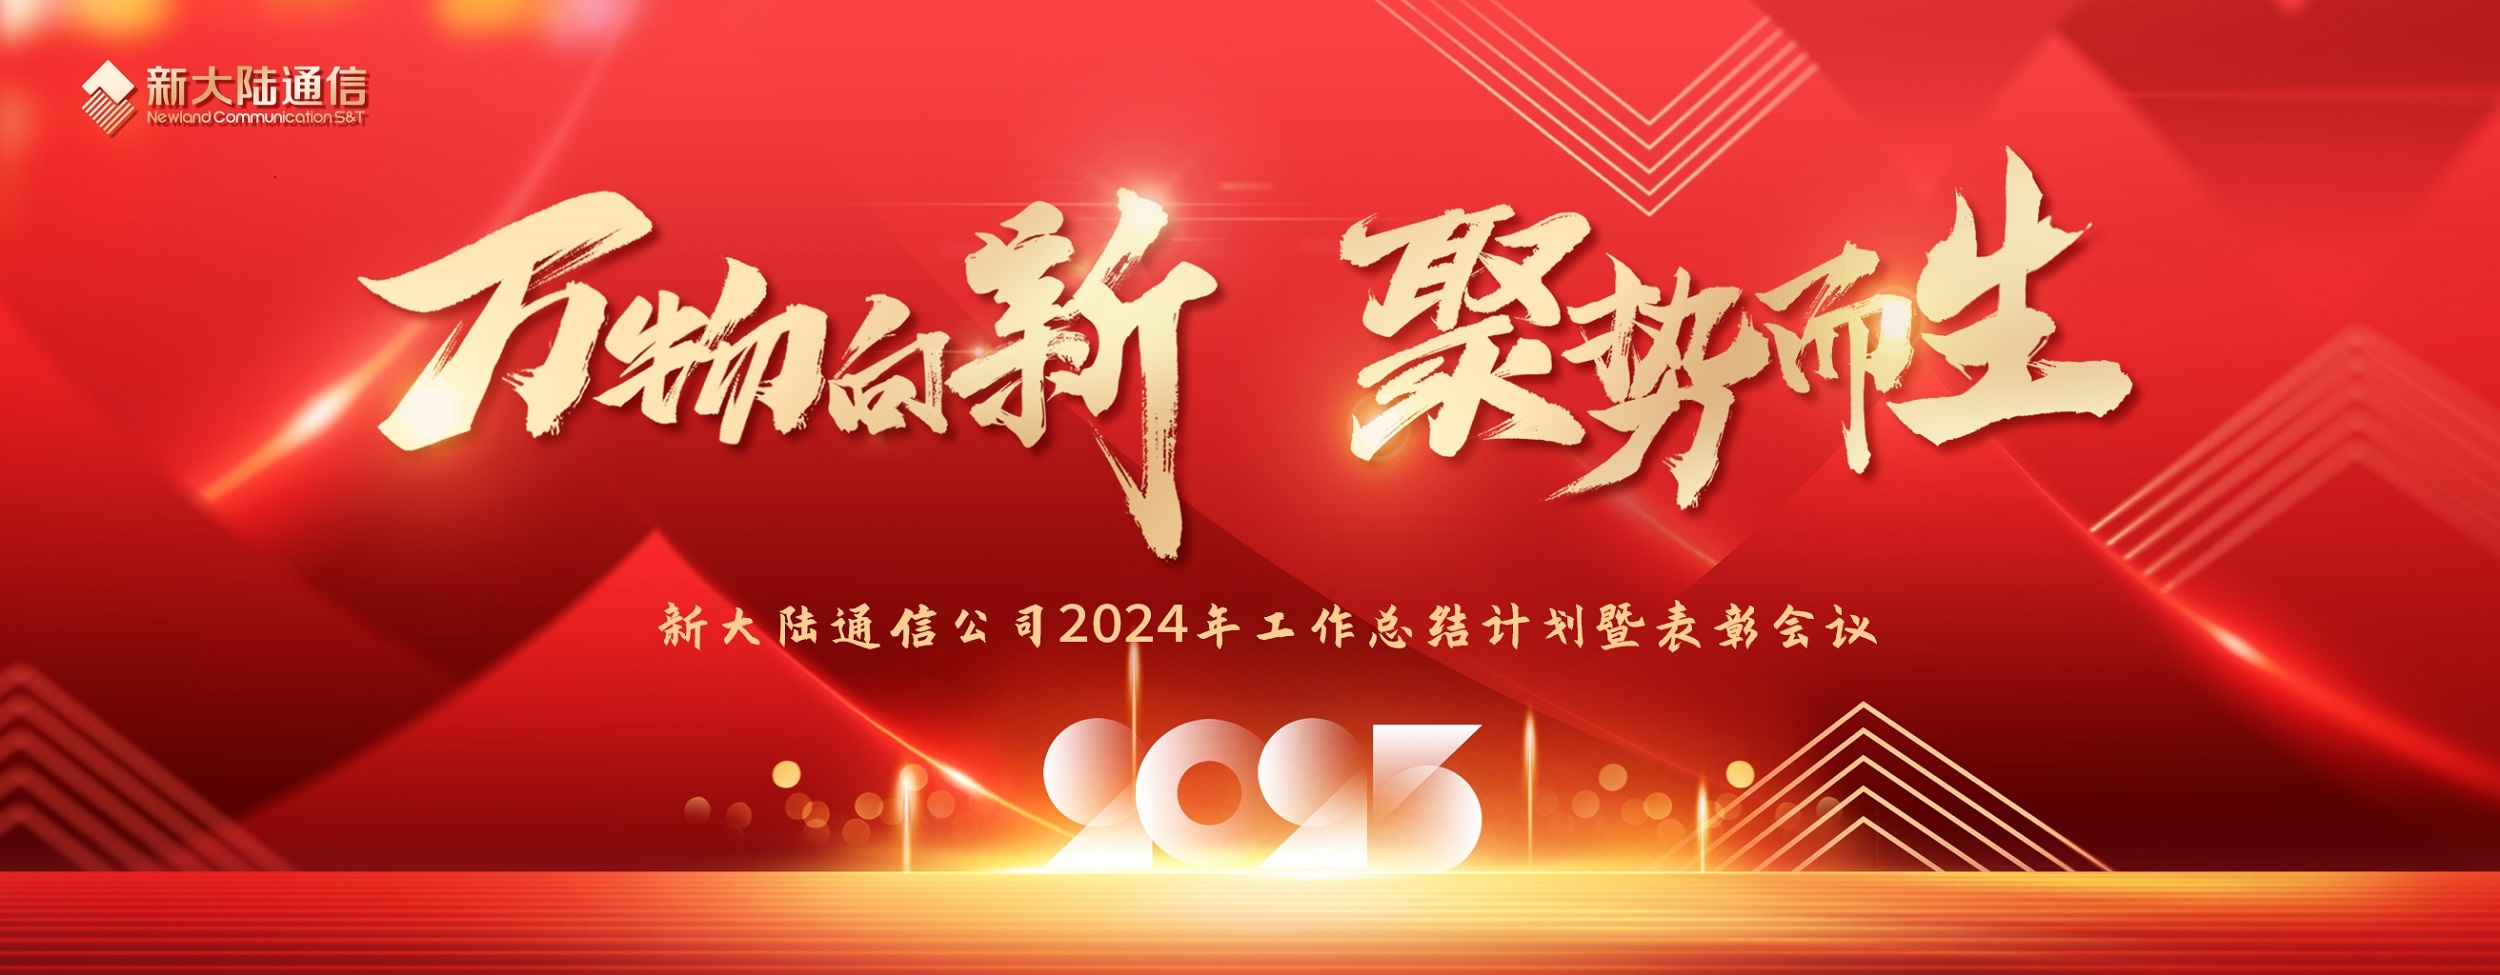 新大陆通信
Newland Communication S&T
万物向新 聚势而生
新大陆通信公司2024年工作总结计划暨表彰会议
2025